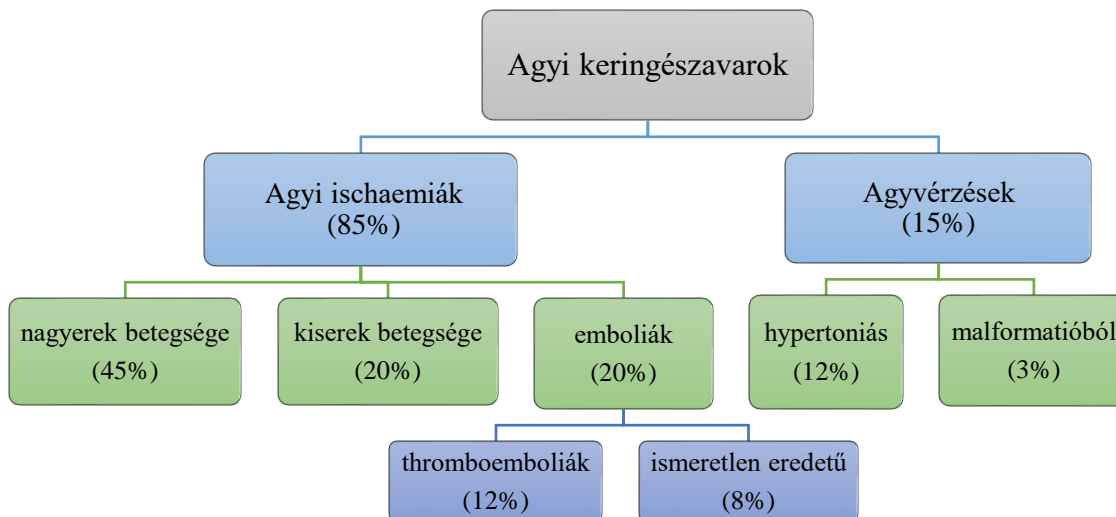 Agyi keringészavarok
Agyi ischaemiák
(85%)
Agyvérzések
(15%)
nagyerek betegsége
(45%)
kiserek betegsége
(20%)
emboliák
(20%)
hypertoniás
(12%)
malformatióból
(3%)
thromboemboliák
(12%)
ismeretlen eredetű
(8%)